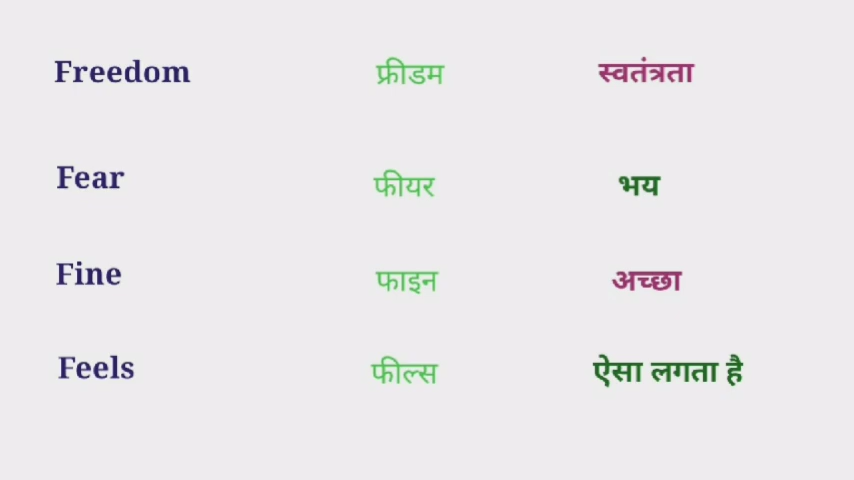 Freedom फ्रीडम स्वतंत्रता
Fear फीयर भय
Fine फाइन अच्छा
Feels फील्स ऐसा लगता है